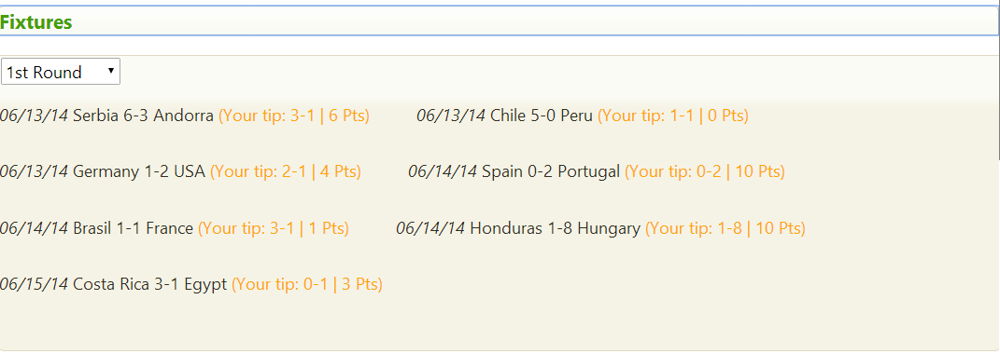 Fixtures
1st Round
06/13/14 Serbia 6-3 Andorra (Your tip: 3-1 | 6 Pts) 06/13/14 Chile 5-0 Peru (Your tip: 1-1 | 0 Pts)
06/13/14 Germany 1-2 USA (Your tip: 2-1 | 4 Pts) 06/14/14 Spain 0-2 Portugal (Your tip: 0-2 | 10 Pts)
06/14/14 Brasil 1-1 France (Your tip: 3-1 | 1 Pts) 06/14/14 Honduras 1-8 Hungary (Your tip: 1-8 | 10 Pts)
06/15/14 Costa Rica 3-1 Egypt (Your tip: 0-1 | 3 Pts)